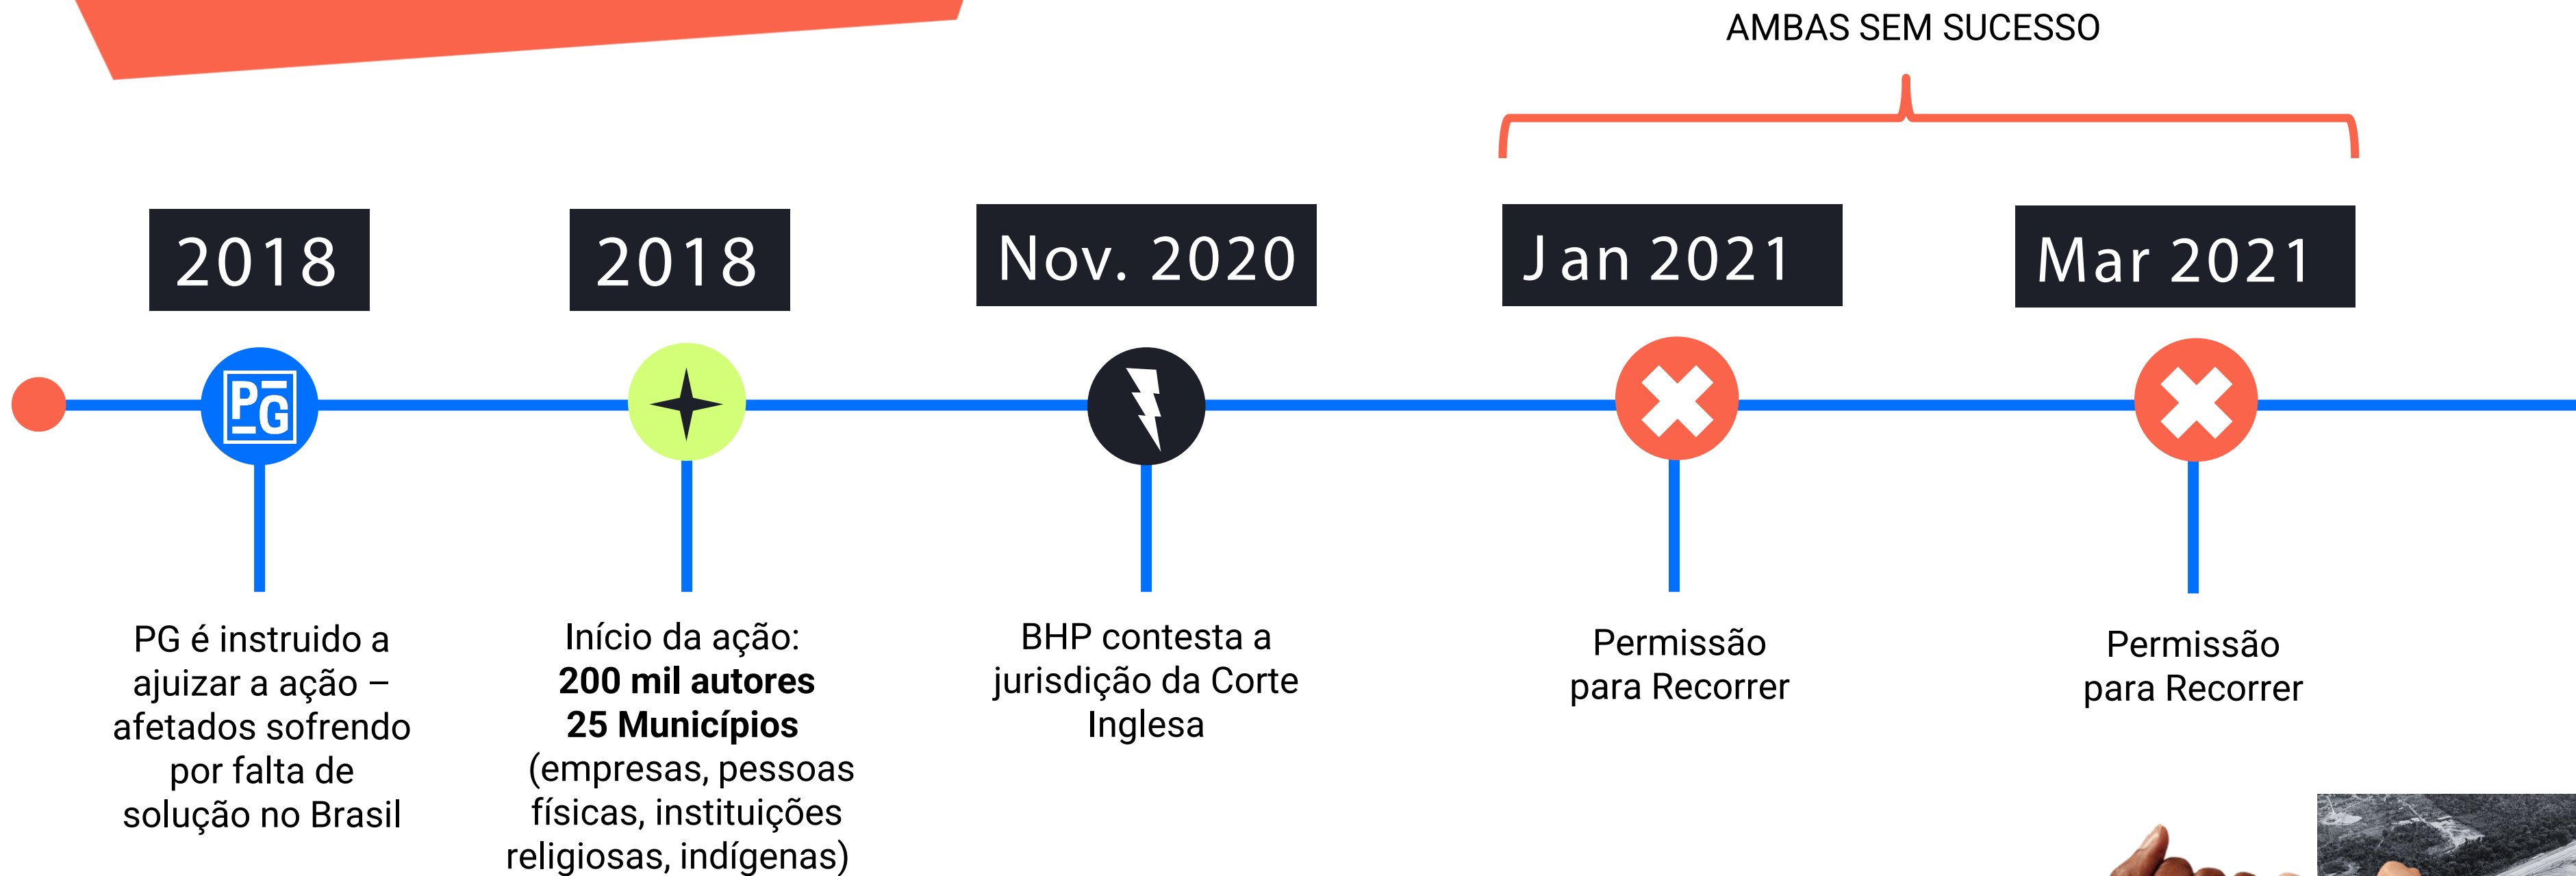 AMBAS SEM SUCESSO
2018
2018
Nov. 2020
Jan 2021
Mar 2021
PG
PG é instruido a
ajuizar a ação –
afetados sofrendo
por falta de
solução no Brasil
Início da ação:
200 mil autores
25 Municípios
(empresas, pessoas
físicas, instituições
religiosas, indígenas)
BHP contesta a
jurisdição da Corte
Inglesa
Permissão
para Recorrer
Permissão
para Recorrer